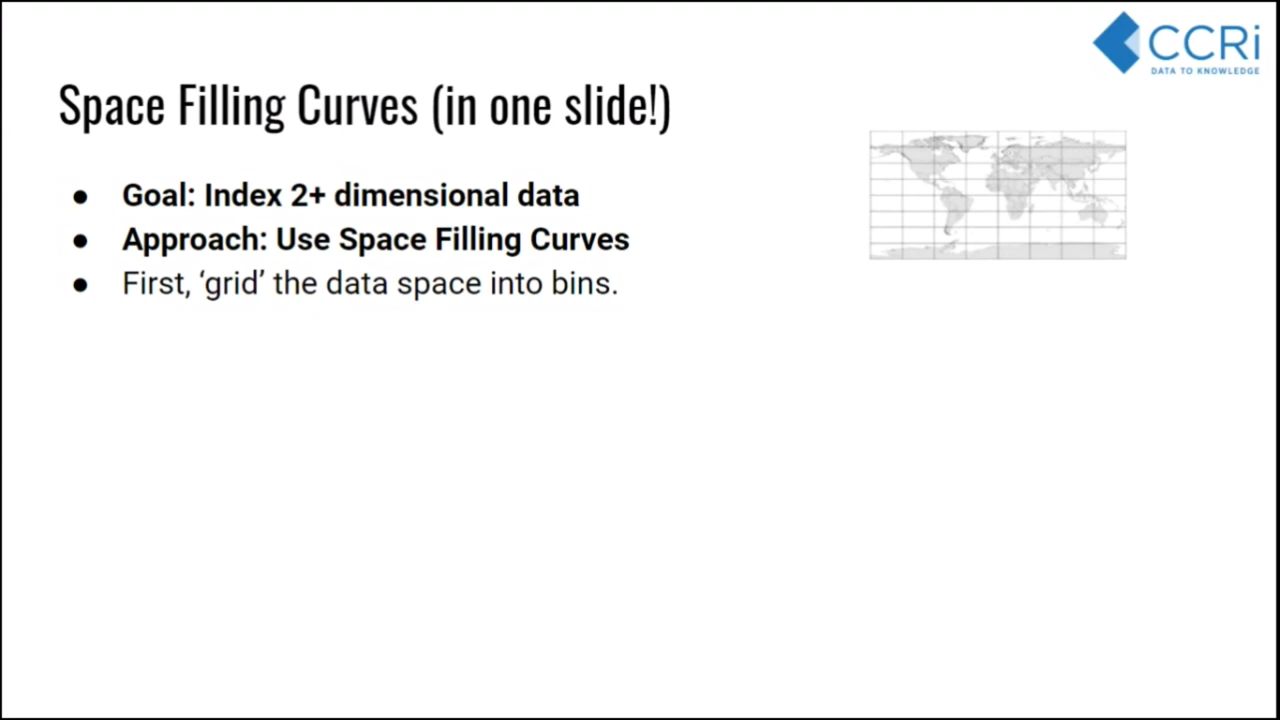 CCRi
DATA TO KNOWLEDGE
Space Filling Curves (in one slide!)
● Goal: Index 2+ dimensional data
● Approach: Use Space Filling Curves
● First, ‘grid’ the data space into bins.